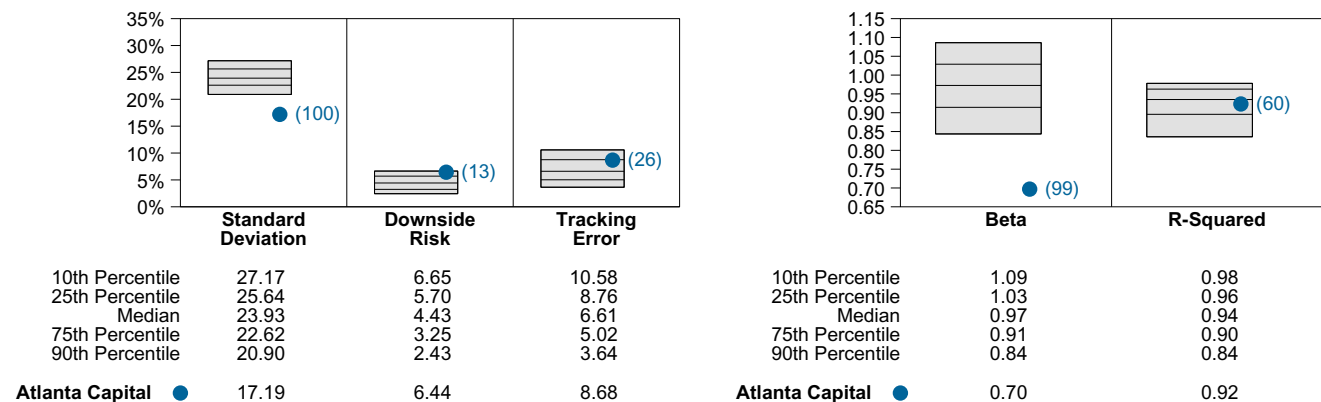 35%
30%
25%
20%
15%
10%
5%
0%
(100)
(13)
(26)
Standard Deviation
Downside Risk
Tracking Error
10th Percentile 27.17 6.65 10.58
25th Percentile 25.64 5.70 8.76
Median 23.93 4.43 6.61
75th Percentile 22.62 3.25 5.02
90th Percentile 20.90 2.43 3.64
Atlanta Capital 17.19 6.44 8.68
1.15
1.10
1.05
1.00
0.95
0.90
0.85
0.80
0.75
0.70
0.65
(99)
(60)
Beta R-Squared
10th Percentile 1.09 0.98
25th Percentile 1.03 0.96
Median 0.97 0.94
75th Percentile 0.91 0.90
90th Percentile 0.84 0.84
Atlanta Capital 0.70 0.92